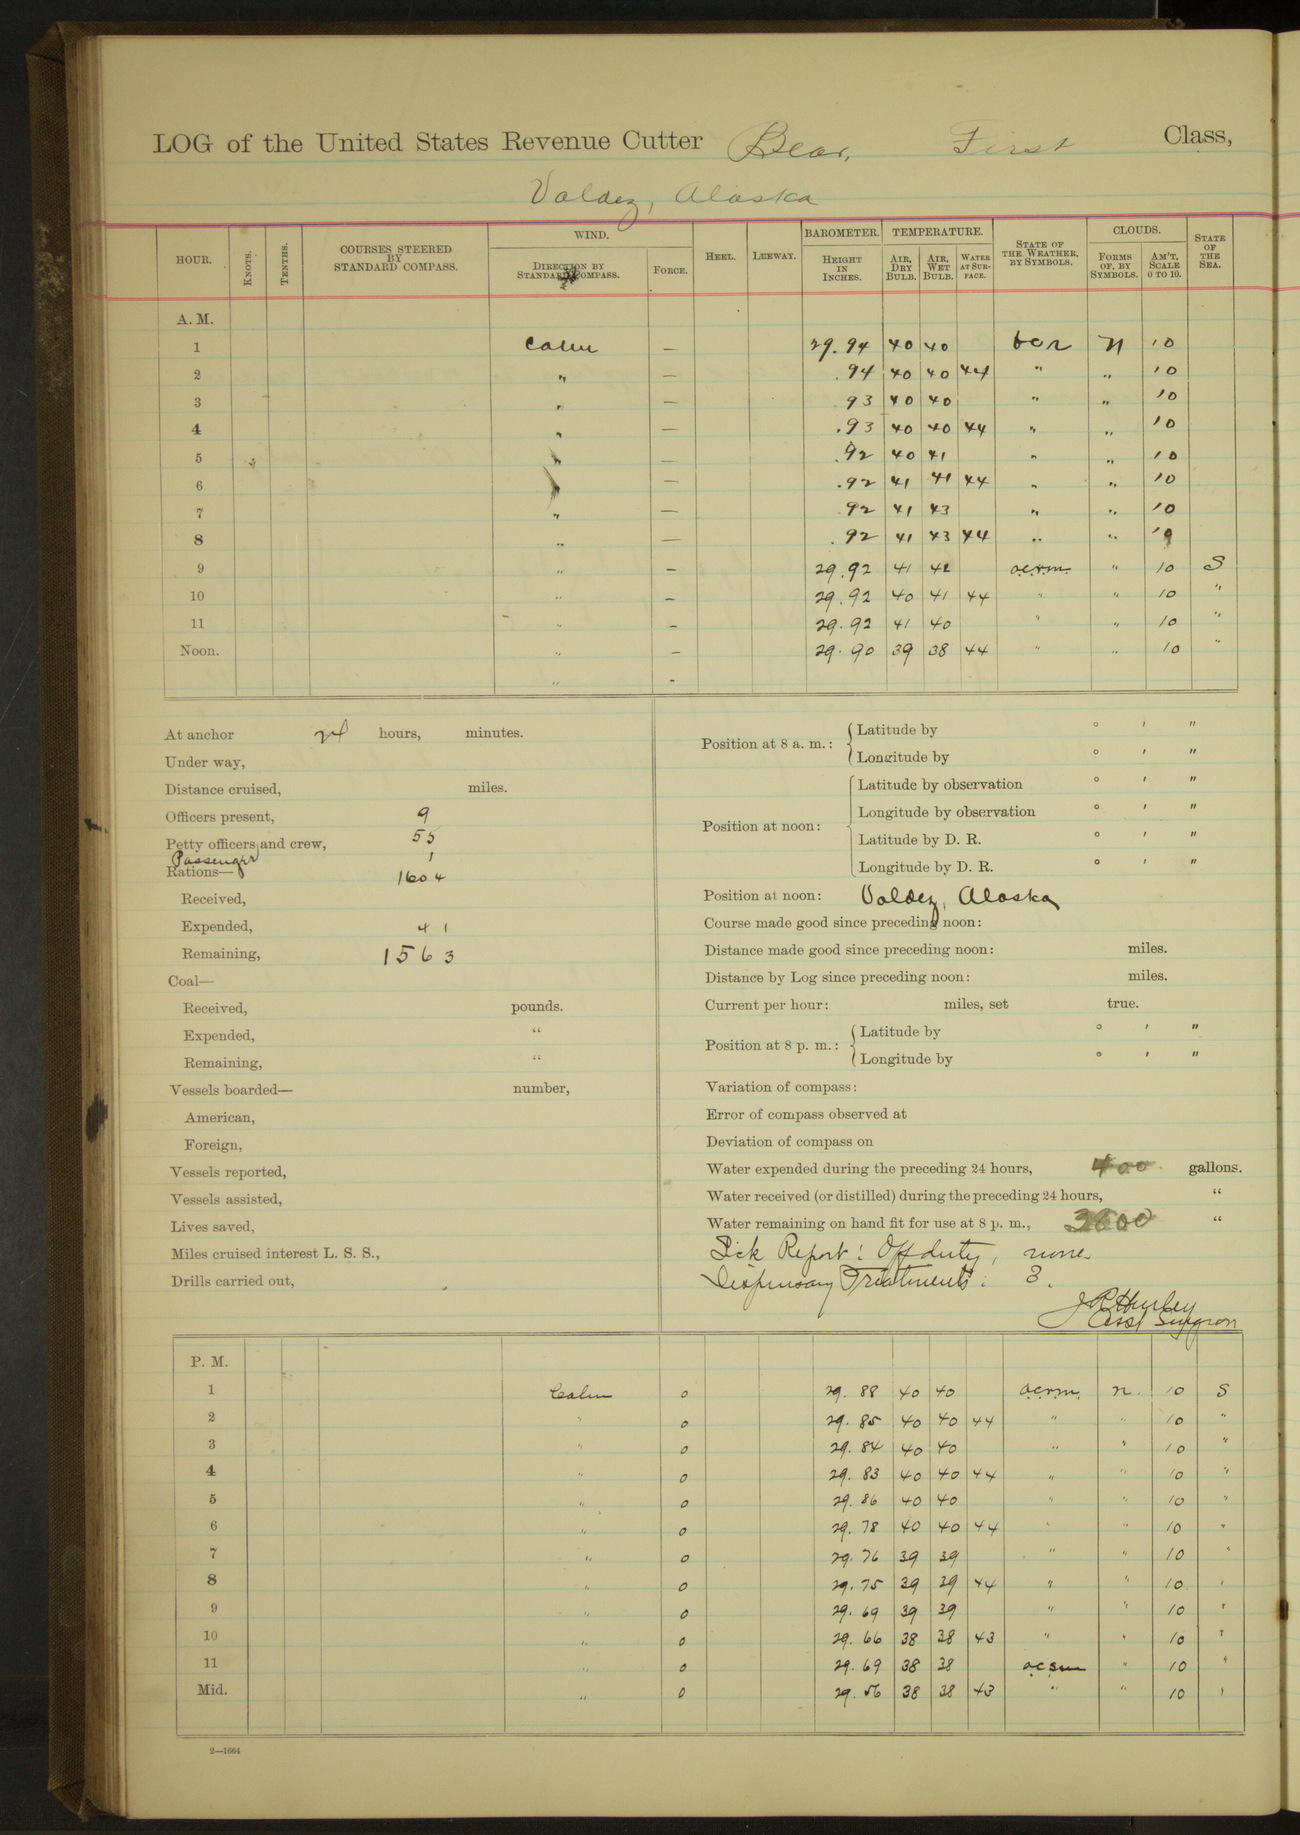 LOG of the United States Revenue Cutter Bear, First Class,
Valdez, Alaska
HOUR. KNOTS. TENTHS. COURSES STEERED BY STANDARD COMPASS. WIND. DIRECTION BY STANDARD COMPASS. FORCE. HEEL. LEEWAY. BAROMETER. HEIGHT IN INCHES. TEMPERATURE. AIR, DRY BULB. AIR, WET BULB. WATER AT SURFACE. STATE OF THE WEATHER, BY SYMBOLS. CLOUDS. FORMS OF, BY SYMBOLS. AM'T, SCALE 0 TO 10. STATE OF THE SEA.
A. M.
1 Calm — 29.94 40 40 n 10
2 " — .94 40 40 44 " " 10
3 " — 93 40 40 " " 10
4 " — .93 40 40 44 " " 10
5 " — .92 40 41 " " 10
6 " — .92 41 41 44 " " 10
7 " — 92 41 43 " " 10
8 " — .92 41 43 44 " "
9 " — 29.92 41 42 o.c.r.m. " 10 S
10 " — 29.92 40 41 44 " " 10 "
11 " — 29.92 41 40 " " 10 "
Noon. " — 29.90 39 38 44 " " 10 "
" -
At anchor 24 hours, minutes.
Under way,
Distance cruised, miles.
Officers present, 9
Petty officers and crew, 55
Passenger 1
Rations— 1604
Received,
Expended, 41
Remaining, 1563
Coal—
Received, pounds.
Expended, "
Remaining, "
Vessels boarded— number,
American,
Foreign,
Vessels reported,
Vessels assisted,
Lives saved,
Miles cruised interest L. S. S.,
Drills carried out,
Position at 8 a. m.: Latitude by ° ' "
Longitude by ° ' "
Position at noon: Latitude by observation ° ' "
Longitude by observation ° ' "
Latitude by D. R. ° ' "
Longitude by D. R. ° ' "
Position at noon: Valdez, Alaska
Course made good since preceding noon:
Distance made good since preceding noon: miles.
Distance by Log since preceding noon: miles.
Current per hour: miles, set true.
Position at 8 p. m.: Latitude by ° ' "
Longitude by ° ' "
Variation of compass:
Error of compass observed at
Deviation of compass on
Water expended during the preceding 24 hours, 400 gallons.
Water received (or distilled) during the preceding 24 hours, "
Water remaining on hand fit for use at 8 p. m., "
Sick Report: Off duty, none.
Dispensary Treatments: 3.
J R Hurley
Asst Surgeon
P. M.
1 Calm 0 29.88 40 40 o.c.r.m. n. 10 S
2 " 0 29.85 40 40 44 " " 10 "
3 " 0 29.84 40 40 " " 10 "
4 " 0 29.83 40 40 44 " " 10 "
5 " 0 29.86 40 40 " " 10 "
6 " 0 29.78 40 40 44 " " 10 "
7 " 0 29.76 39 39 " " 10 "
8 " 0 29.75 39 39 44 " " 10 "
9 " 0 29.69 39 39 " " 10 "
10 " 0 29.66 38 38 43 " " 10 "
11 " 0 29.69 38 38 " 10 "
Mid. " 0 29.56 38 38 43 " " 10 "
2—1664